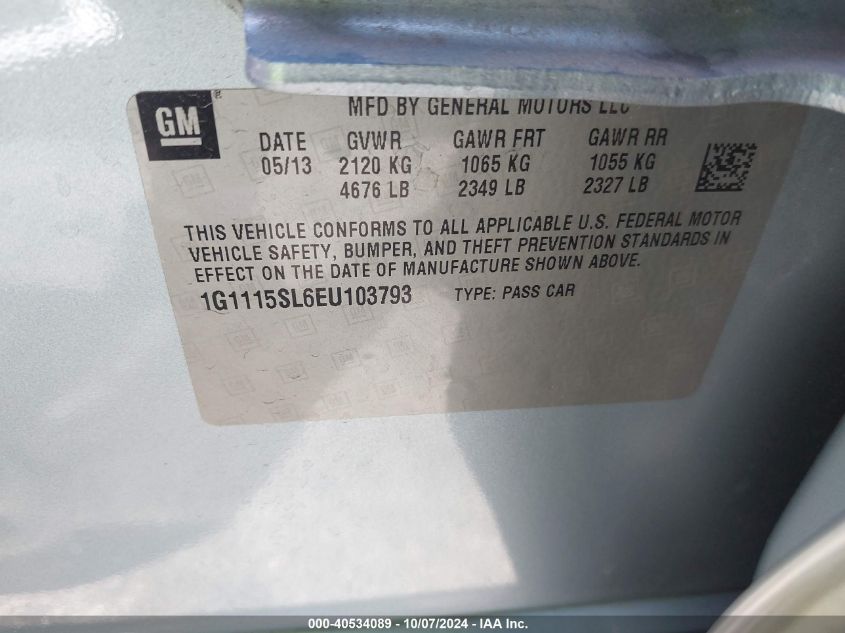 GM
MFD BY GENERAL MOTORS LLC
DATE GVWR GAWR FRT GAWR RR
05/13 2120 KG 1065 KG 1055 KG
4676 LB 2349 LB 2327 LB
THIS VEHICLE CONFORMS TO ALL APPLICABLE U.S. FEDERAL MOTOR
VEHICLE SAFETY, BUMPER, AND THEFT PREVENTION STANDARDS IN
EFFECT ON THE DATE OF MANUFACTURE SHOWN ABOVE.
1G1115SL6EU103793 TYPE: PASS CAR
000-40534089 - 10/07/2024 - IAA Inc.